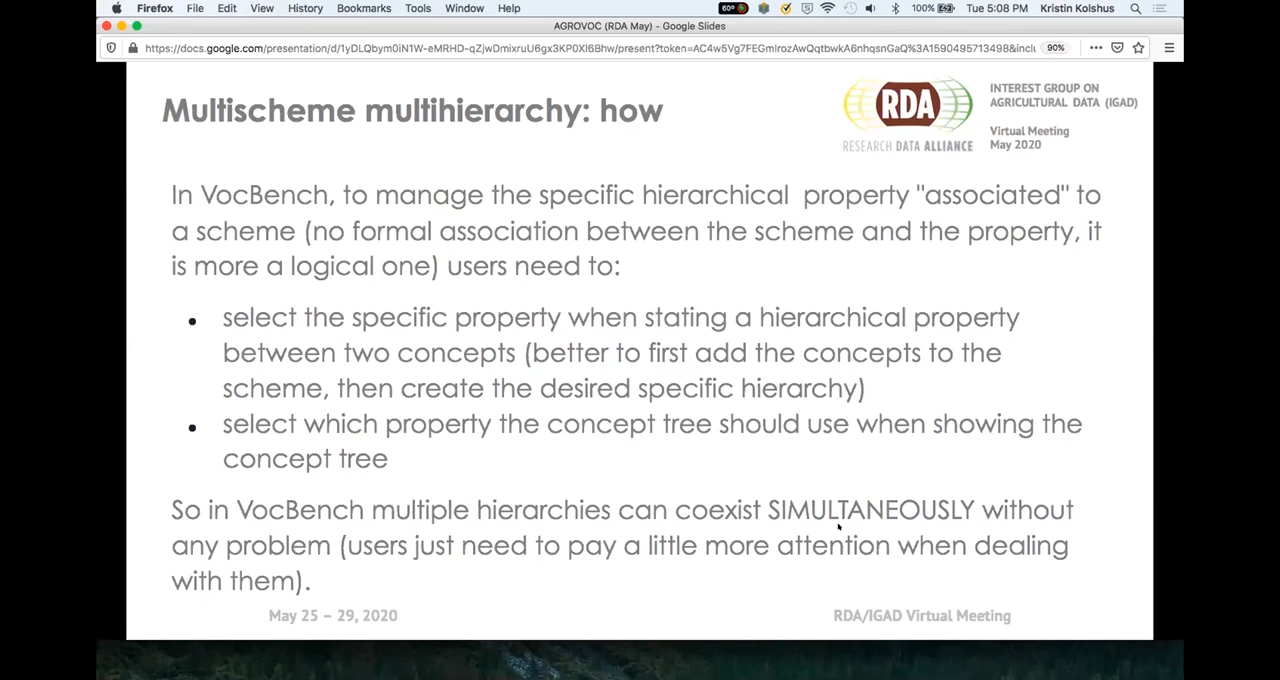 Firefox File Edit View History Bookmarks Tools Window Help 60° 100% Tue 5:08 PM Kristin Kolshus
AGROVOC (RDA May) - Google Slides
90%
Multischeme multihierarchy: how
RDA
RESEARCH DATA ALLIANCE
INTEREST GROUP ON
AGRICULTURAL DATA (IGAD)
Virtual Meeting
May 2020
In VocBench, to manage the specific hierarchical property "associated" to
a scheme (no formal association between the scheme and the property, it
is more a logical one) users need to:
• select the specific property when stating a hierarchical property
between two concepts (better to first add the concepts to the
scheme, then create the desired specific hierarchy)
• select which property the concept tree should use when showing the
concept tree
So in VocBench multiple hierarchies can coexist SIMULTANEOUSLY without
any problem (users just need to pay a little more attention when dealing
with them).
May 25 – 29, 2020
RDA/IGAD Virtual Meeting